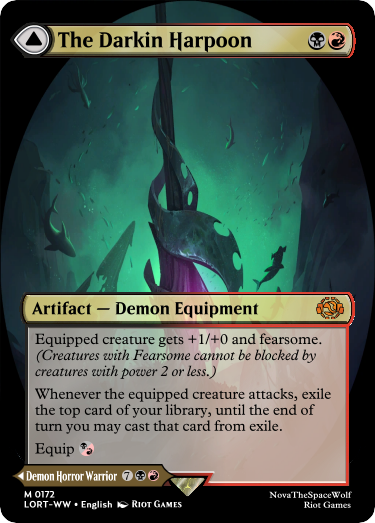 The Darkin Harpoon
Artifact — Demon Equipment
Equipped creature gets +1/+0 and fearsome.
(Creatures with Fearsome cannot be blocked by
creatures with power 2 or less.)
Whenever the equipped creature attacks, exile
the top card of your library, until the end of
turn you may cast that card from exile.
Equip
Demon Horror Warrior 7
M 0172
LORT-WW • English RIOT GAMES
NovaTheSpaceWolf
Riot Games